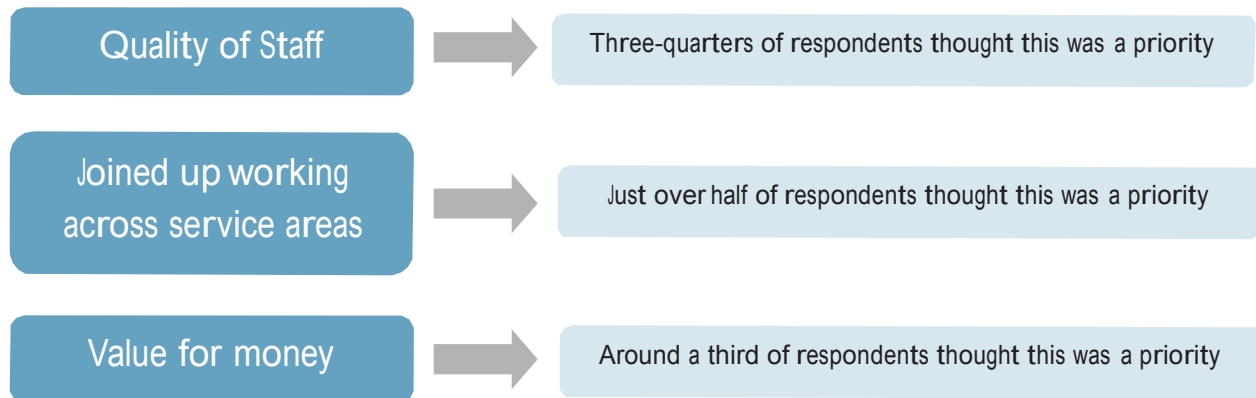 Quality of Staff
Three-quarters of respondents thought this was a priority
Joined up working
across service areas
Just over half of respondents thought this was a priority
Value for money
Around a third of respondents thought this was a priority